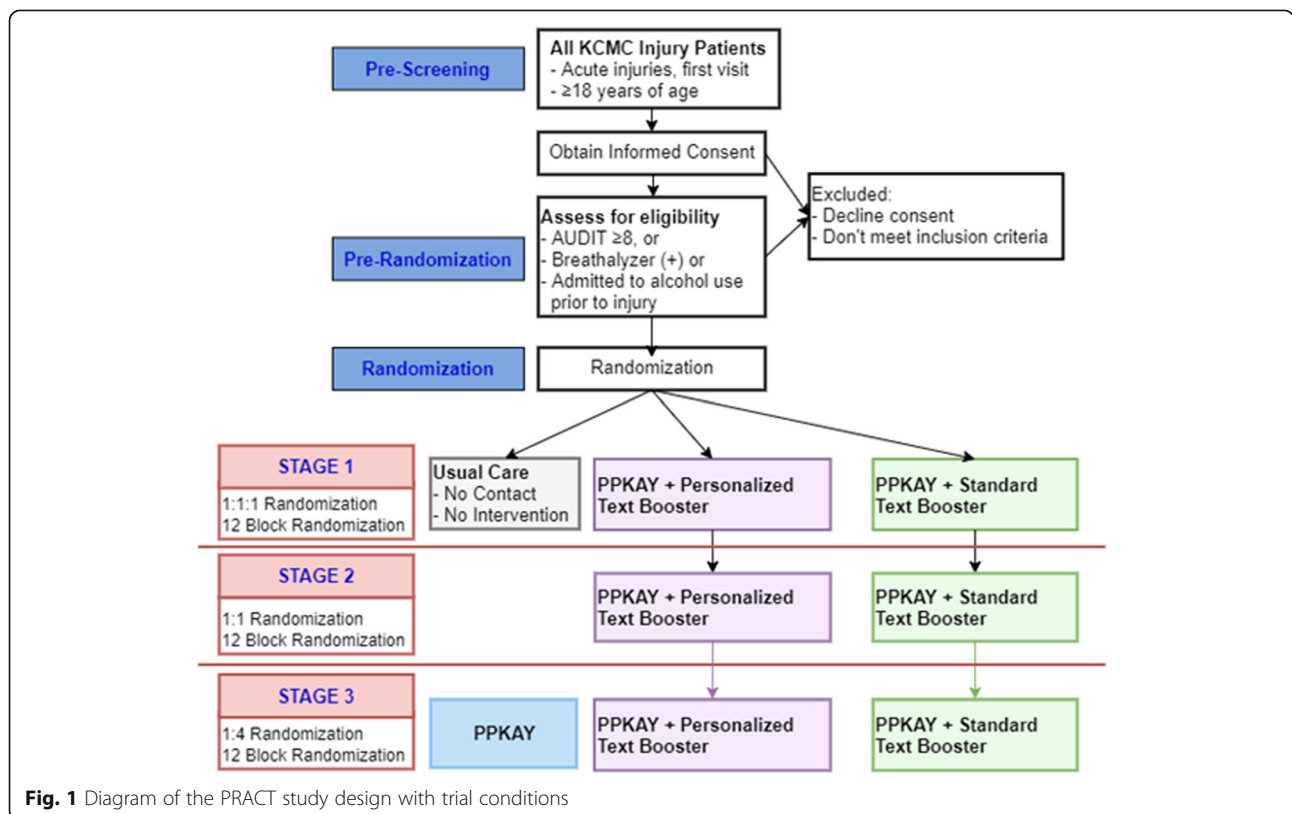 Pre-Screening
All KCMC Injury Patients
- Acute injuries, first visit
- ≥18 years of age
Obtain Informed Consent
Excluded:
- Decline consent
- Don't meet inclusion criteria
Pre-Randomization
Assess for eligibility
- AUDIT ≥8, or
- Breathalyzer (+) or
- Admitted to alcohol use
prior to injury
Randomization
Randomization
STAGE 1
1:1:1 Randomization
12 Block Randomization
Usual Care
- No Contact
- No Intervention
PPKAY + Personalized
Text Booster
PPKAY + Standard
Text Booster
STAGE 2
1:1 Randomization
12 Block Randomization
PPKAY + Personalized
Text Booster
PPKAY + Standard
Text Booster
STAGE 3
1:4 Randomization
12 Block Randomization
PPKAY
PPKAY + Personalized
Text Booster
PPKAY + Standard
Text Booster
Fig. 1 Diagram of the PRACT study design with trial conditions